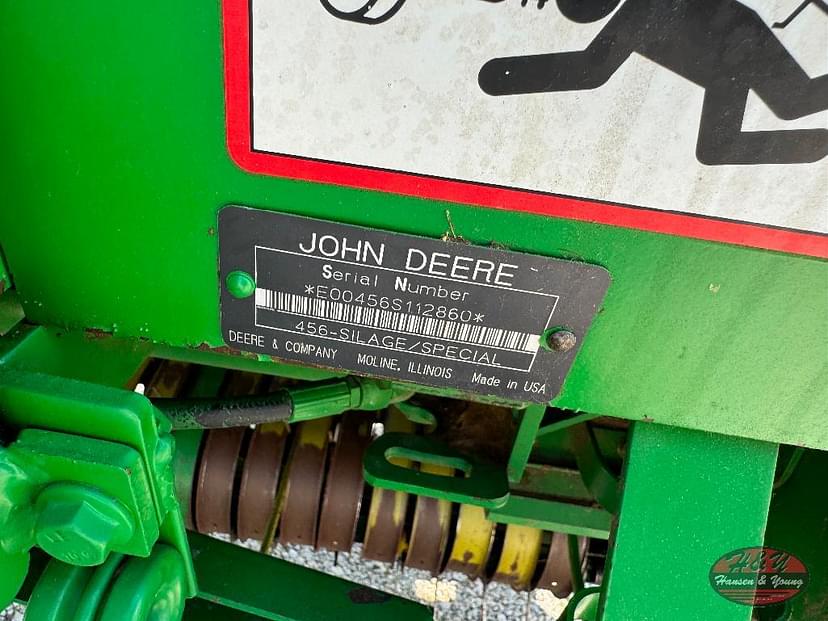 JOHN DEERE
Serial Number
*E00456S112860*
456-SILAGE/SPECIAL
DEERE & COMPANY MOLINE, ILLINOIS Made in USA
H&Y
Hansen & Young